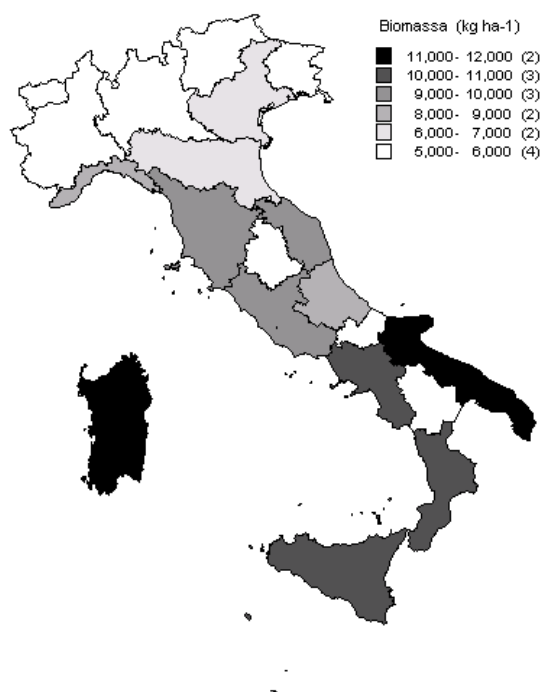 Biomassa (kg ha-1)
11,000- 12,000 (2)
10,000- 11,000 (3)
9,000- 10,000 (3)
8,000- 9,000 (2)
6,000- 7,000 (2)
5,000- 6,000 (4)